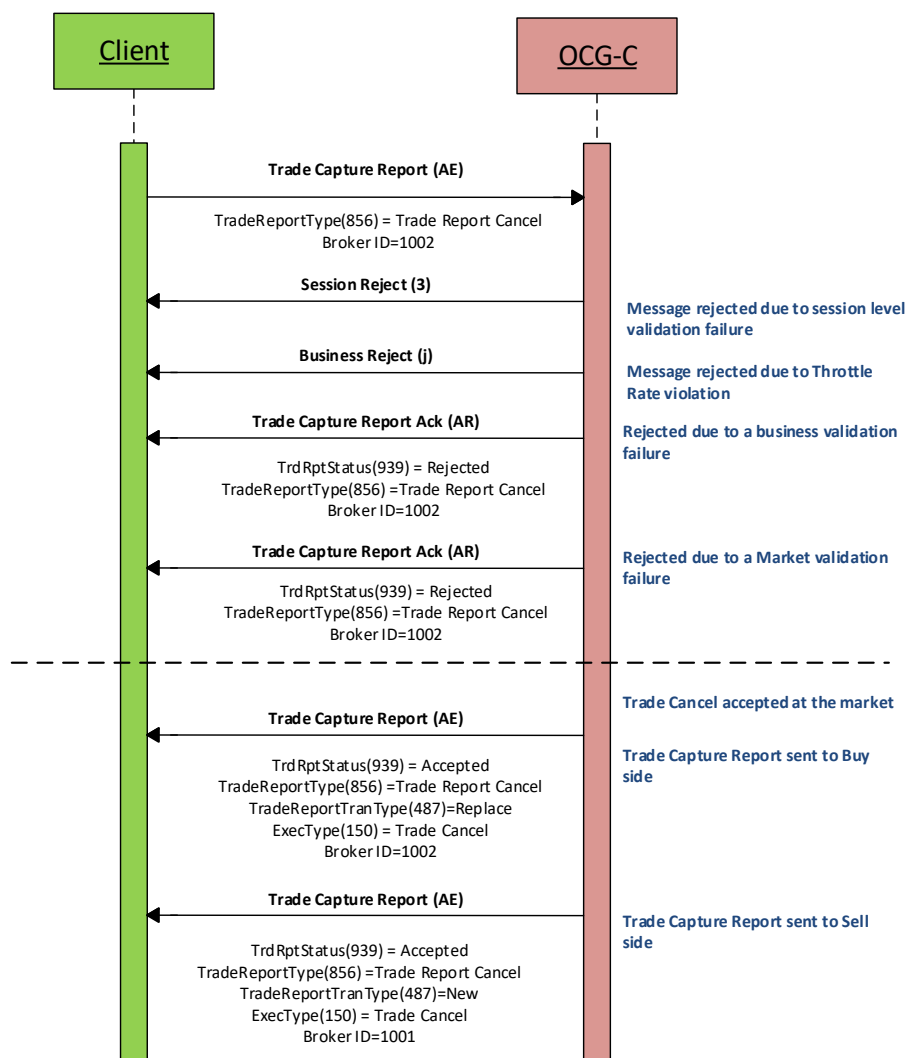 Client
OCG-C
Trade Capture Report (AE)
TradeReportType(856) = Trade Report Cancel
Broker ID=1002
Session Reject (3)
Message rejected due to session level
validation failure
Business Reject (j)
Message rejected due to Throttle
Rate violation
Trade Capture Report Ack (AR)
Rejected due to a business validation
failure
TrdRptStatus(939) = Rejected
TradeReportType(856) =Trade Report Cancel
Broker ID=1002
Trade Capture Report Ack (AR)
Rejected due to a Market validation
failure
TrdRptStatus(939) = Rejected
TradeReportType(856) =Trade Report Cancel
Broker ID=1002
Trade Cancel accepted at the market
Trade Capture Report (AE)
Trade Capture Report sent to Buy
side
TrdRptStatus(939) = Accepted
TradeReportType(856) =Trade Report Cancel
TradeReportTranType(487)=Replace
ExecType(150) = Trade Cancel
Broker ID=1002
Trade Capture Report (AE)
Trade Capture Report sent to Sell
side
TrdRptStatus(939) = Accepted
TradeReportType(856) =Trade Report Cancel
TradeReportTranType(487)=New
ExecType(150) = Trade Cancel
Broker ID=1001